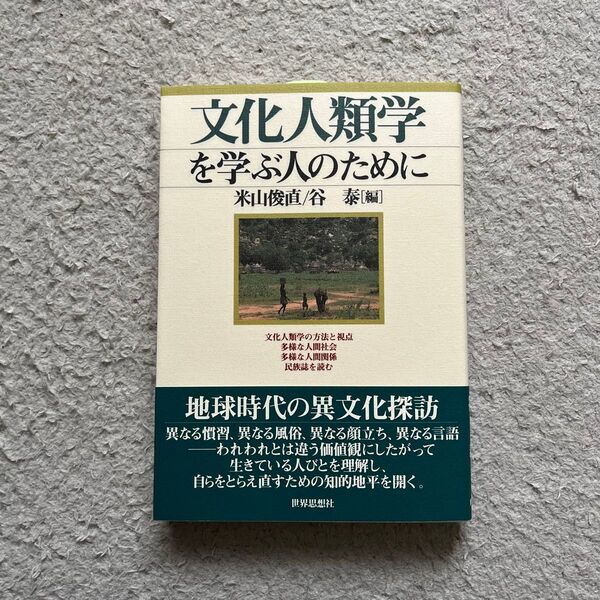 文化人類学
を学ぶ人のために
米山俊直/谷 泰[編]
文化人類学の方法と視点
多様な人間社会
多様な人間関係
民族誌を読む
地球時代の異文化探訪
異なる慣習、異なる風俗、異なる顔立ち、異なる言語
――われわれとは違う価値観にしたがって
生きている人びとを理解し、
自らをとらえ直すための知的地平を開く。
世界思想社